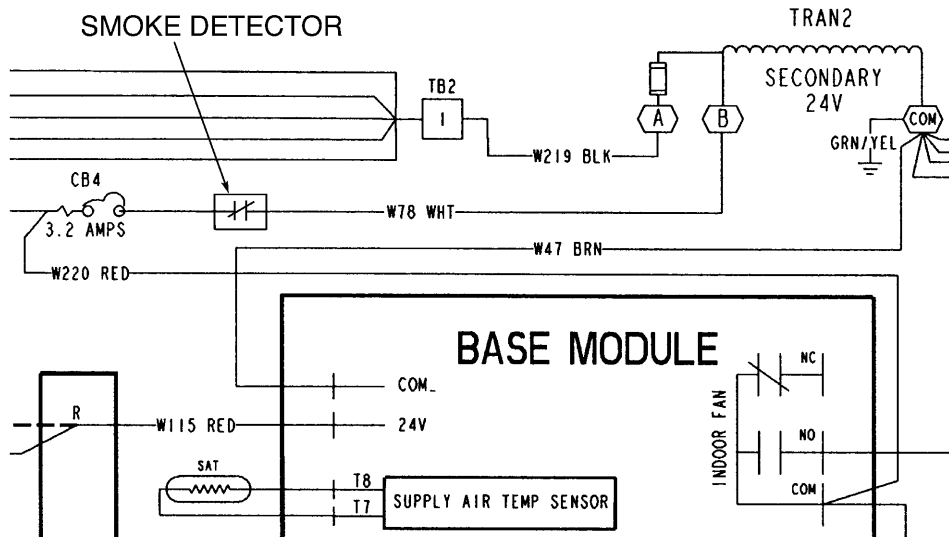 SMOKE DETECTOR
TRAN2
SECONDARY
24V
TB2
1
A
B
COM
GRN/YEL
W219 BLK
CB4
3.2 AMPS
W78 WHT
W47 BRN
W220 RED
BASE MODULE
NC
COM_
R
W115 RED
24V
INDOOR FAN
NO
SAT
T8
T7
SUPPLY AIR TEMP SENSOR
COM